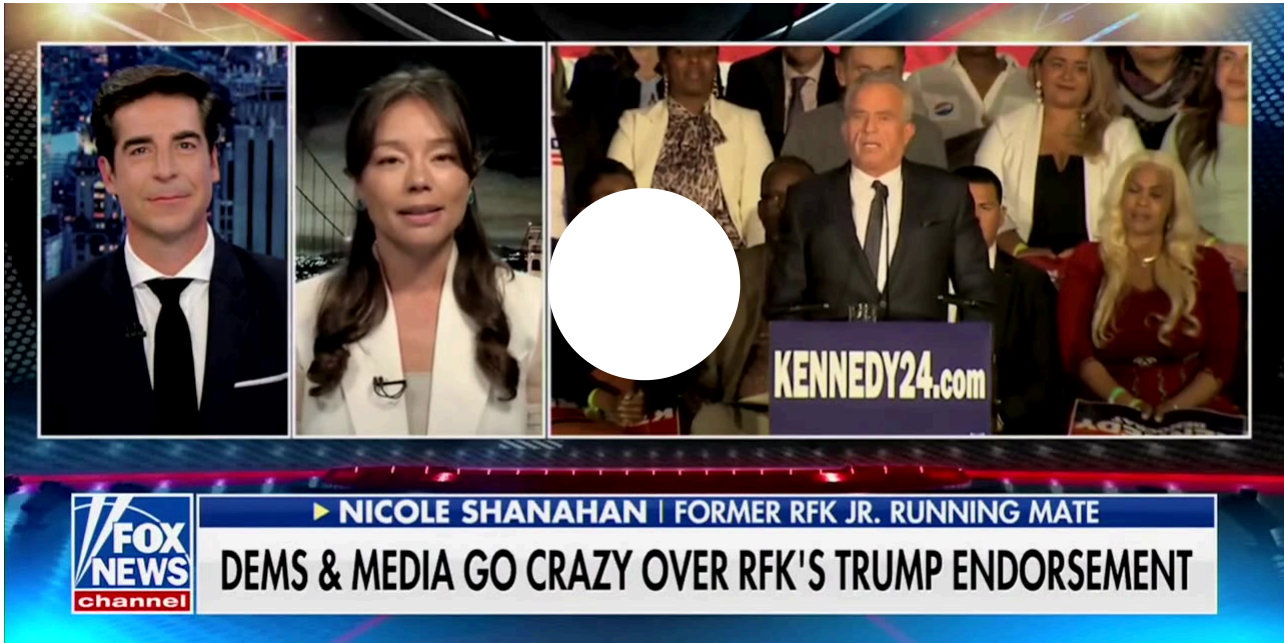 KENNEDY24.com
NICOLE SHANAHAN | FORMER RFK JR. RUNNING MATE
FOX
NEWS
channel
DEMS & MEDIA GO CRAZY OVER RFK'S TRUMP ENDORSEMENT